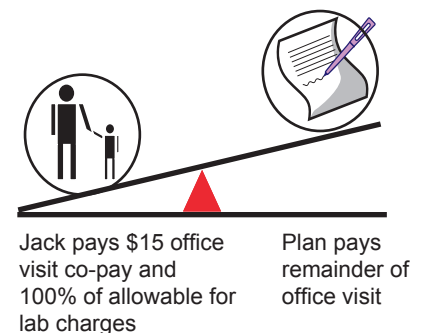 Jack pays $15 office
visit co-pay and
100% of allowable for
lab charges
Plan pays
remainder of
office visit